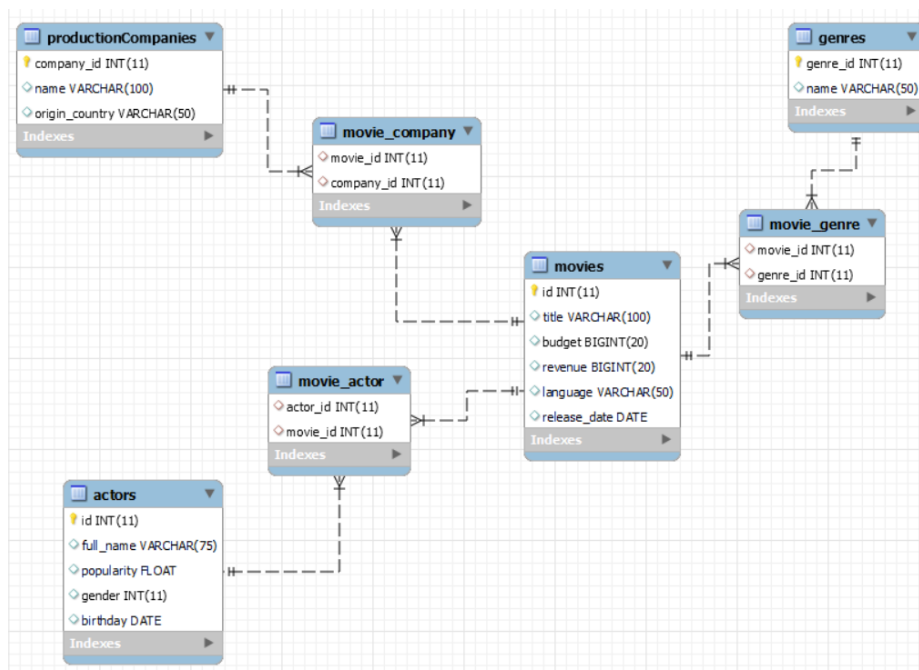 productionCompanies
company_id INT(11)
name VARCHAR(100)
origin_country VARCHAR(50)
Indexes
genres
genre_id INT(11)
name VARCHAR(50)
Indexes
movie_company
movie_id INT(11)
company_id INT(11)
Indexes
movie_genre
movie_id INT(11)
genre_id INT(11)
Indexes
movies
id INT(11)
title VARCHAR(100)
budget BIGINT(20)
revenue BIGINT(20)
language VARCHAR(50)
release_date DATE
Indexes
movie_actor
actor_id INT(11)
movie_id INT(11)
Indexes
actors
id INT(11)
full_name VARCHAR(75)
popularity FLOAT
gender INT(11)
birthday DATE
Indexes